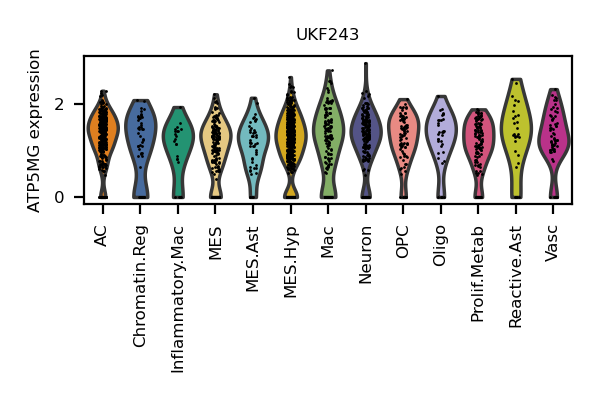 UKF243
ATP5MG expression
2
0
AC
Chromatin.Reg
Inflammatory.Mac
MES
MES.Ast
MES.Hyp
Mac
Neuron
OPC
Oligo
Prolif.Metab
Reactive.Ast
Vasc